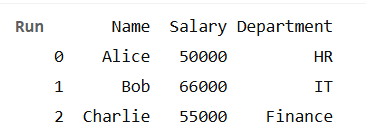 Run Name Salary Department
0 Alice 50000 HR
1 Bob 66000 IT
2 Charlie 55000 Finance